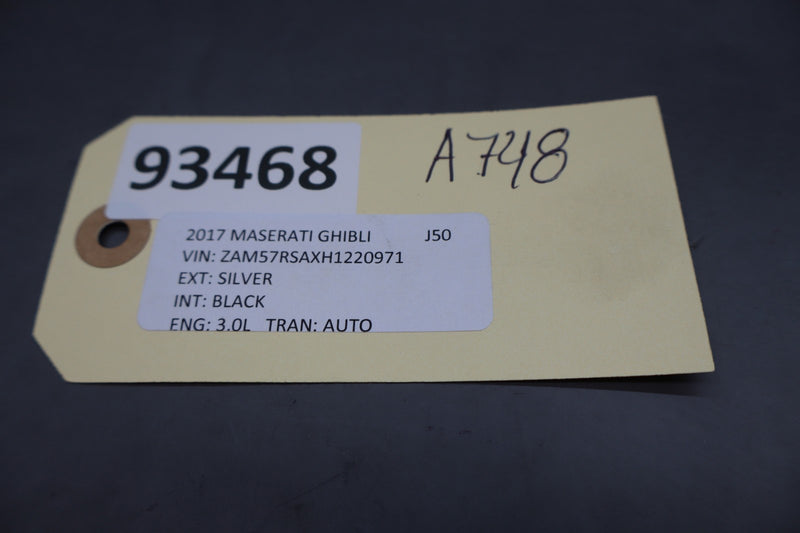 93468
A748
2017 MASERATI GHIBLI J50
VIN: ZAM57RSAXH1220971
EXT: SILVER
INT: BLACK
ENG: 3.0L TRAN: AUTO